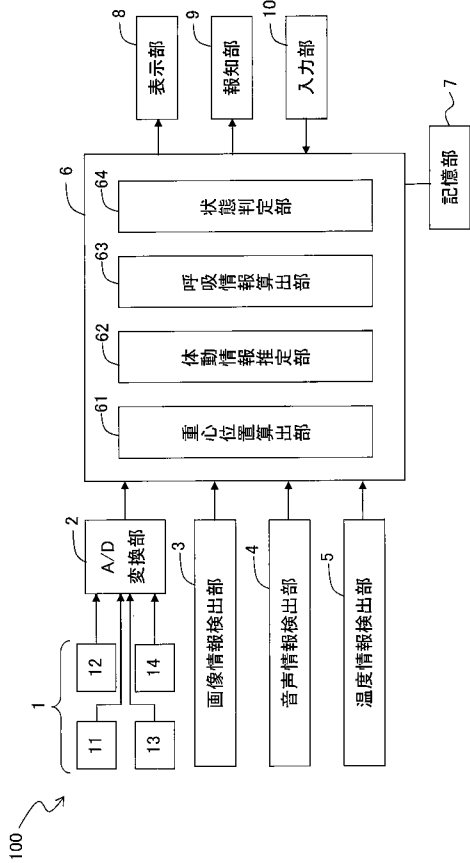 100
1
11
12
13
14
2
A/D
変換部
3
画像情報検出部
4
音声情報検出部
5
温度情報検出部
6
61
重心位置算出部
62
体動情報推定部
63
呼吸情報算出部
64
状態判定部
8
表示部
9
報知部
10
入力部
7
記憶部